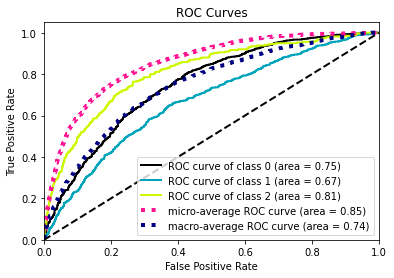 ROC Curves
True Positive Rate
1.0
0.8
0.6
0.4
0.2
0.0
ROC curve of class 0 (area = 0.75)
ROC curve of class 1 (area = 0.67)
ROC curve of class 2 (area = 0.81)
micro-average ROC curve (area = 0.85)
macro-average ROC curve (area = 0.74)
0.0 0.2 0.4 0.6 0.8 1.0
False Positive Rate